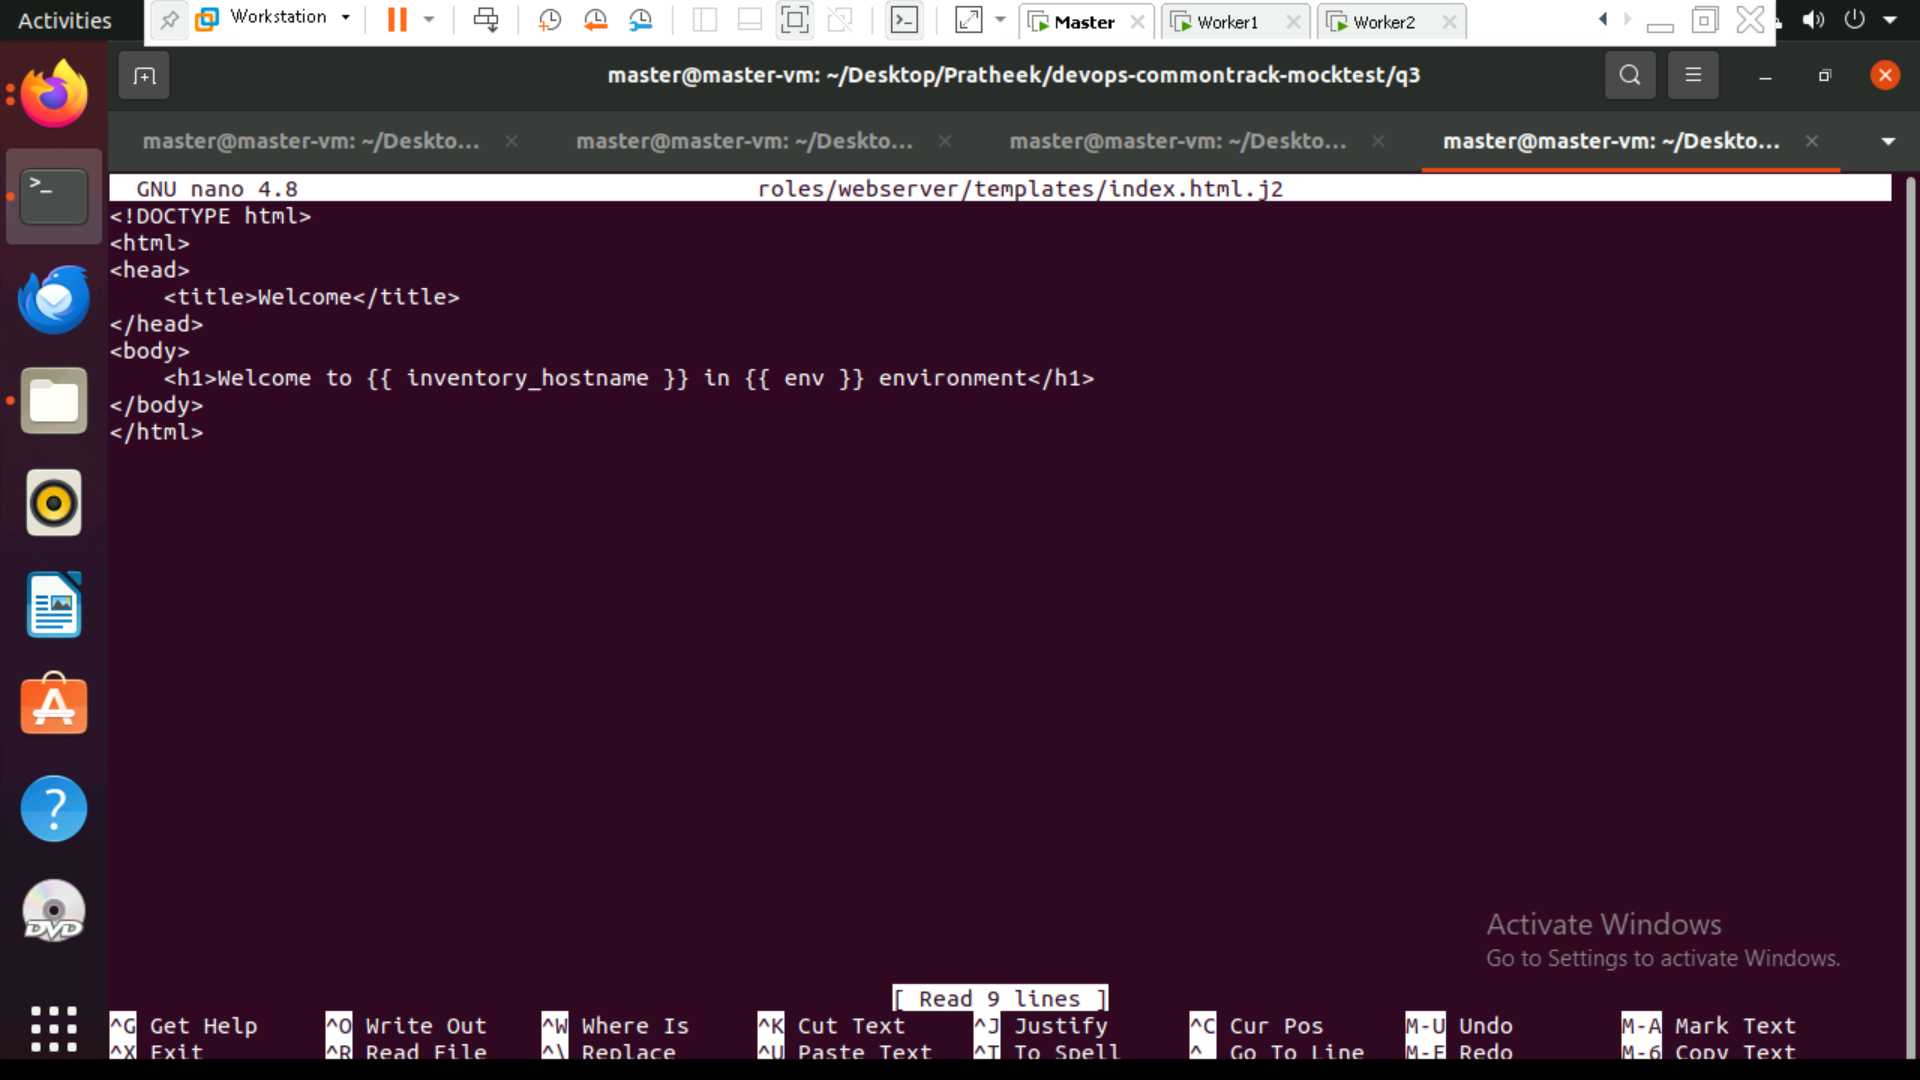 Activities
Workstation
Master
Worker1
Worker2
master@master-vm: ~/Desktop/Pratheek/devops-commontrack-mocktest/q3
master@master-vm: ~/Deskto...
master@master-vm: ~/Deskto...
master@master-vm: ~/Deskto...
master@master-vm: ~/Deskto...
GNU nano 4.8 roles/webserver/templates/index.html.j2
<!DOCTYPE html>
<html>
<head>
    <title>Welcome</title>
</head>
<body>
    <h1>Welcome to {{ inventory_hostname }} in {{ env }} environment</h1>
</body>
</html>
Activate Windows
Go to Settings to activate Windows.
[ Read 9 lines ]
^G Get Help ^O Write Out ^W Where Is ^K Cut Text ^J Justify ^C Cur Pos M-U Undo M-A Mark Text
^X Exit ^R Read File ^\ Replace ^U Paste Text ^T To Spell ^_ Go To Line M-E Redo M-6 Copy Text
DVD